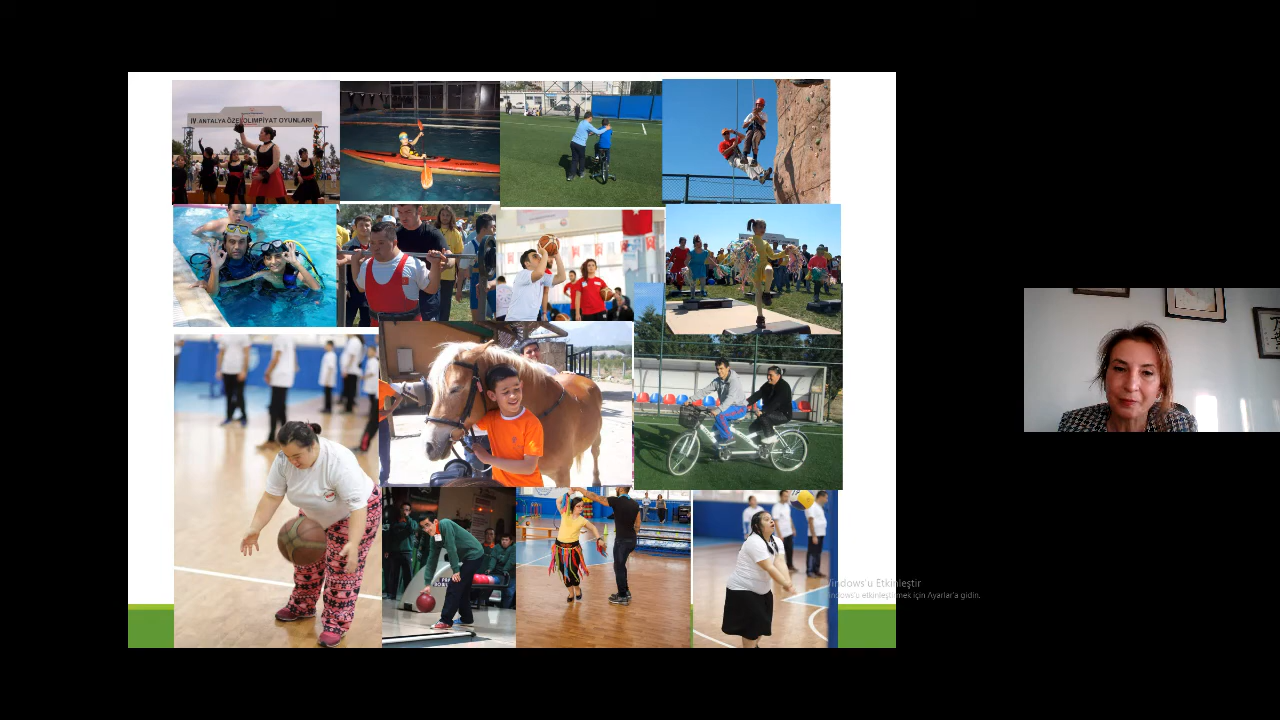 IV ANTALYA ÖZEL OLİMPİYAT OYUNLARI
Windows'u Etkinleştir
Windows'u etkinleştirmek için Ayarlar'a gidin.